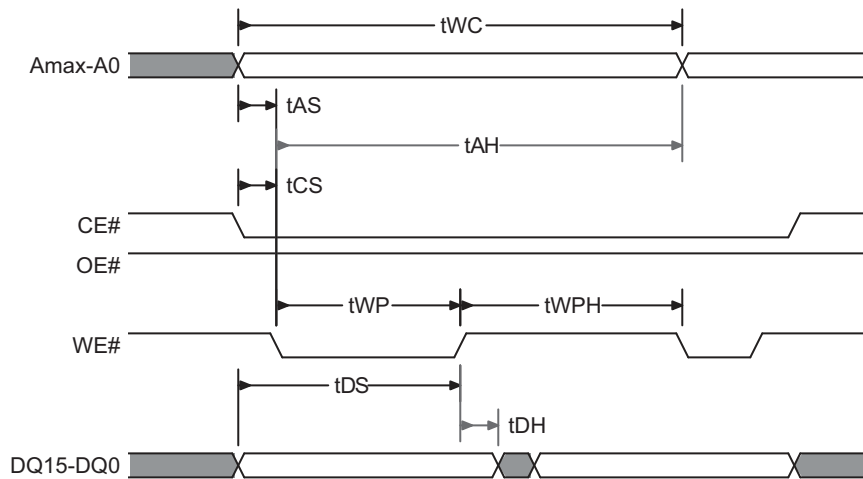 tWC
Amax-A0
tAS
tAH
tCS
CE#
OE#
tWP
tWPH
WE#
tDS
tDH
DQ15-DQ0